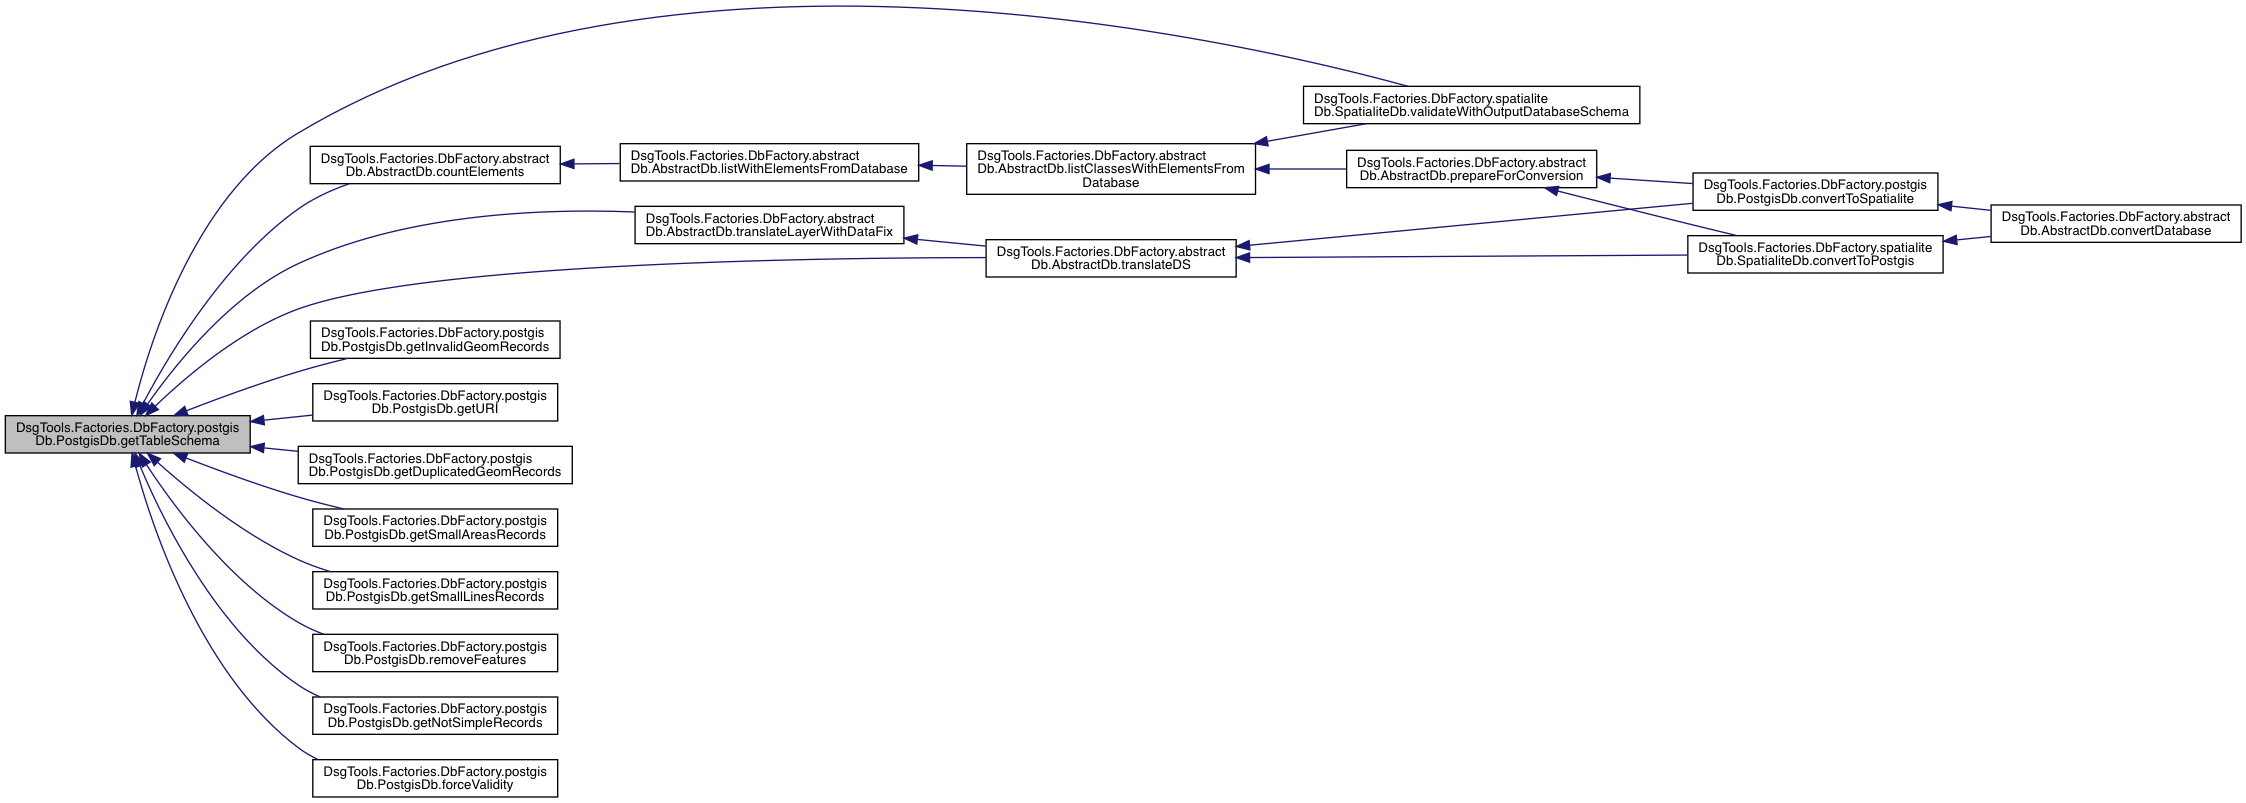 DsgTools.Factories.DbFactory.spatialite
Db.SpatialiteDb.validateWithOutputDatabaseSchema
DsgTools.Factories.DbFactory.abstract
Db.AbstractDb.countElements
DsgTools.Factories.DbFactory.abstract
Db.AbstractDb.listWithElementsFromDatabase
DsgTools.Factories.DbFactory.abstract
Db.AbstractDb.listClassesWithElementsFrom
Database
DsgTools.Factories.DbFactory.abstract
Db.AbstractDb.prepareForConversion
DsgTools.Factories.DbFactory.postgis
Db.PostgisDb.convertToSpatialite
DsgTools.Factories.DbFactory.abstract
Db.AbstractDb.convertDatabase
DsgTools.Factories.DbFactory.abstract
Db.AbstractDb.translateLayerWithDataFix
DsgTools.Factories.DbFactory.abstract
Db.AbstractDb.translateDS
DsgTools.Factories.DbFactory.spatialite
Db.SpatialiteDb.convertToPostgis
DsgTools.Factories.DbFactory.postgis
Db.PostgisDb.getInvalidGeomRecords
DsgTools.Factories.DbFactory.postgis
Db.PostgisDb.getURI
DsgTools.Factories.DbFactory.postgis
Db.PostgisDb.getTableSchema
DsgTools.Factories.DbFactory.postgis
Db.PostgisDb.getDuplicatedGeomRecords
DsgTools.Factories.DbFactory.postgis
Db.PostgisDb.getSmallAreasRecords
DsgTools.Factories.DbFactory.postgis
Db.PostgisDb.getSmallLinesRecords
DsgTools.Factories.DbFactory.postgis
Db.PostgisDb.removeFeatures
DsgTools.Factories.DbFactory.postgis
Db.PostgisDb.getNotSimpleRecords
DsgTools.Factories.DbFactory.postgis
Db.PostgisDb.forceValidity